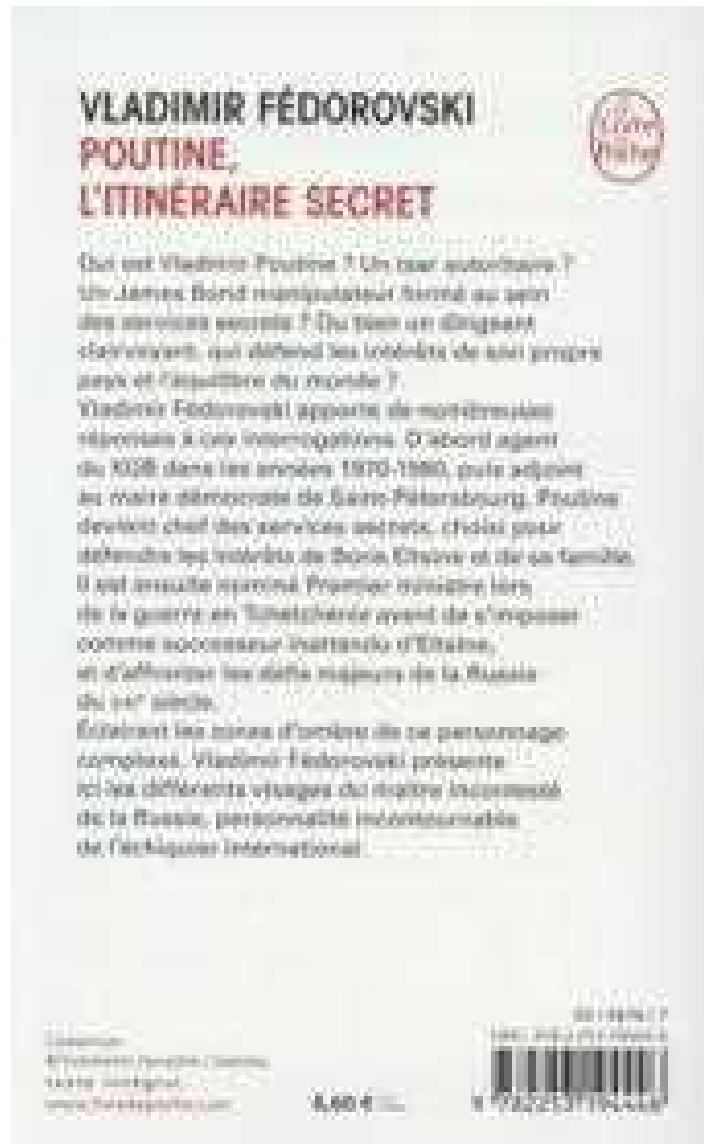 VLADIMIR FÉDOROVSKI
POUTINE,
L'ITINÉRAIRE SECRET
Qui est Vladimir Poutine ? Un tsar autoritaire ?
Un James Bond manipulateur formé au sein
des services secrets ? Ou bien un dirigeant
clairvoyant, qui défend les intérêts de son propre
pays et l'équilibre du monde ?
Vladimir Fédorovski apporte de nombreuses
réponses à ces interrogations. D'abord agent
du KGB dans les années 1970-1980, puis adjoint
au maire démocrate de Saint-Pétersbourg, Poutine
devient chef des services secrets, choisi pour
défendre les intérêts de Boris Eltsine et de sa famille.
Il est ensuite nommé Premier ministre lors
de la guerre en Tchétchénie avant de s'imposer
comme successeur inattendu d'Eltsine,
et d'affronter les défis majeurs de la Russie
du siècle.
Éclairant les zones d'ombre de ce personnage
complexe, Vladimir Fédorovski présente
ici les différents visages du maître incontesté
de la Russie, personnalité incontournable
de l'échiquier international.
texte intégral
www.livredepoche.com
€